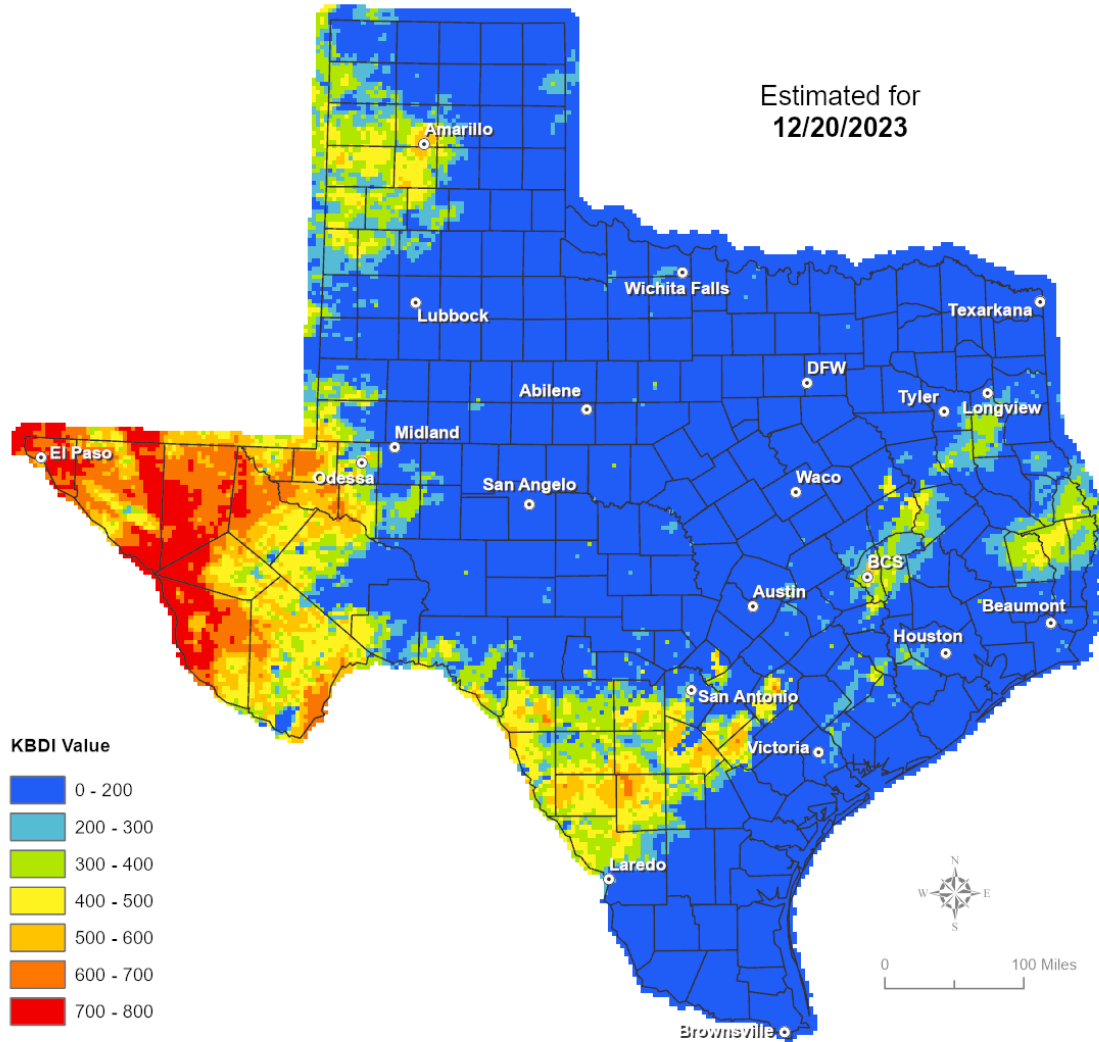 Estimated for
12/20/2023
Amarillo
Wichita Falls
Lubbock
Texarkana
DFW
Abilene
Tyler
Longview
Midland
El Paso
Odessa
San Angelo
Waco
BCS
Austin
Beaumont
Houston
San Antonio
Victoria
Laredo
Brownsville
KBDI Value
0 - 200
200 - 300
300 - 400
400 - 500
500 - 600
600 - 700
700 - 800
N
W E
S
0 100 Miles